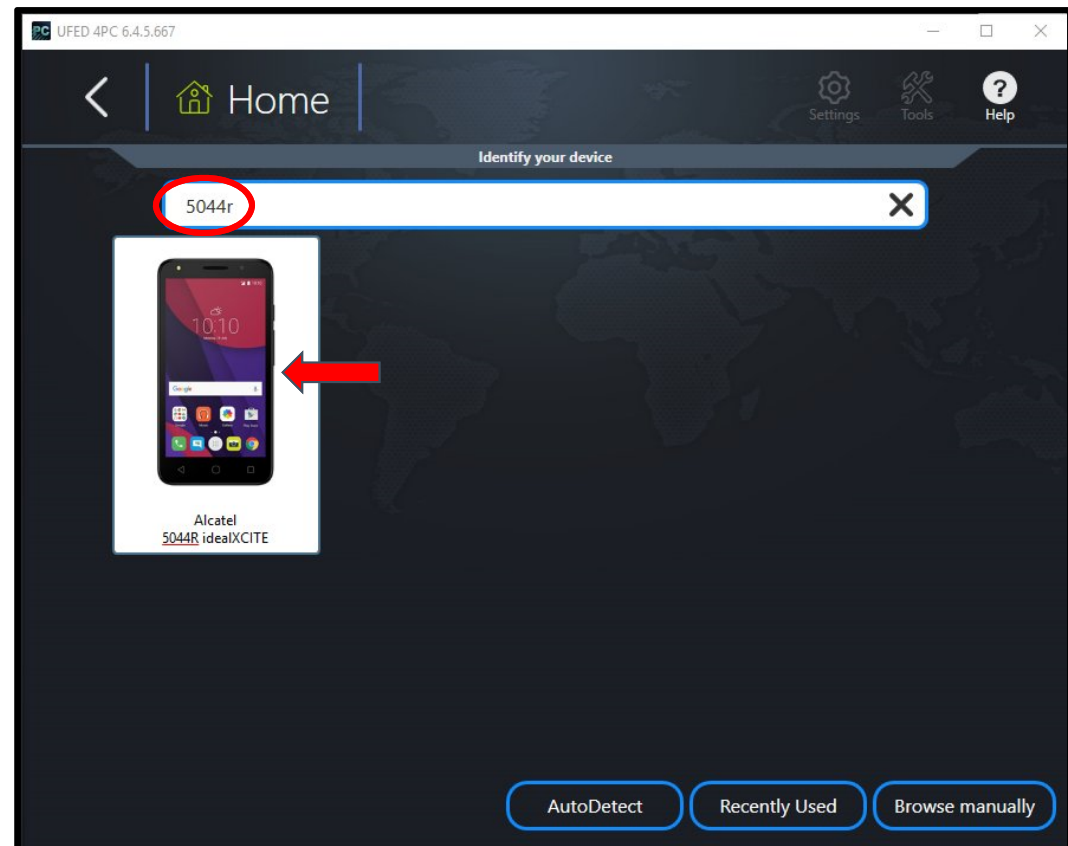 PC UFED 4PC 6.4.5.667
Home
Settings
Tools
? Help
Identify your device
5044r
10:10
Google
Alcatel
5044R idealXCITE
AutoDetect
Recently Used
Browse manually